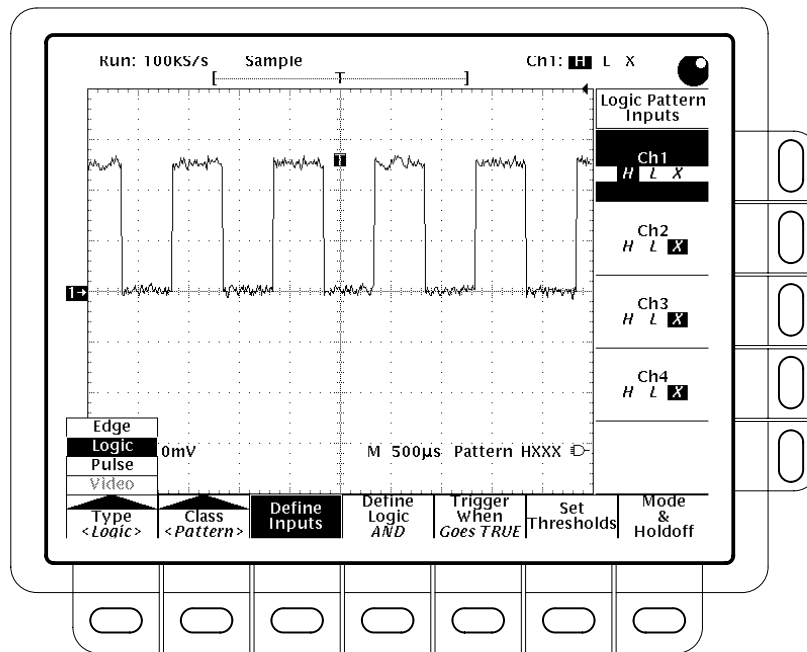 Run: 100kS/s Sample Ch1: H L X
[ T ]
Logic Pattern
Inputs
Ch1
H L X
T
Ch2
H L X
1→
Ch3
H L X
Ch4
H L X
Edge
Logic
Pulse
Video
0mV M 500µs Pattern HXXX
Type
<Logic>
Class
<Pattern>
Define
Inputs
Define
Logic
AND
Trigger
When
Goes TRUE
Set
Thresholds
Mode
&
Holdoff